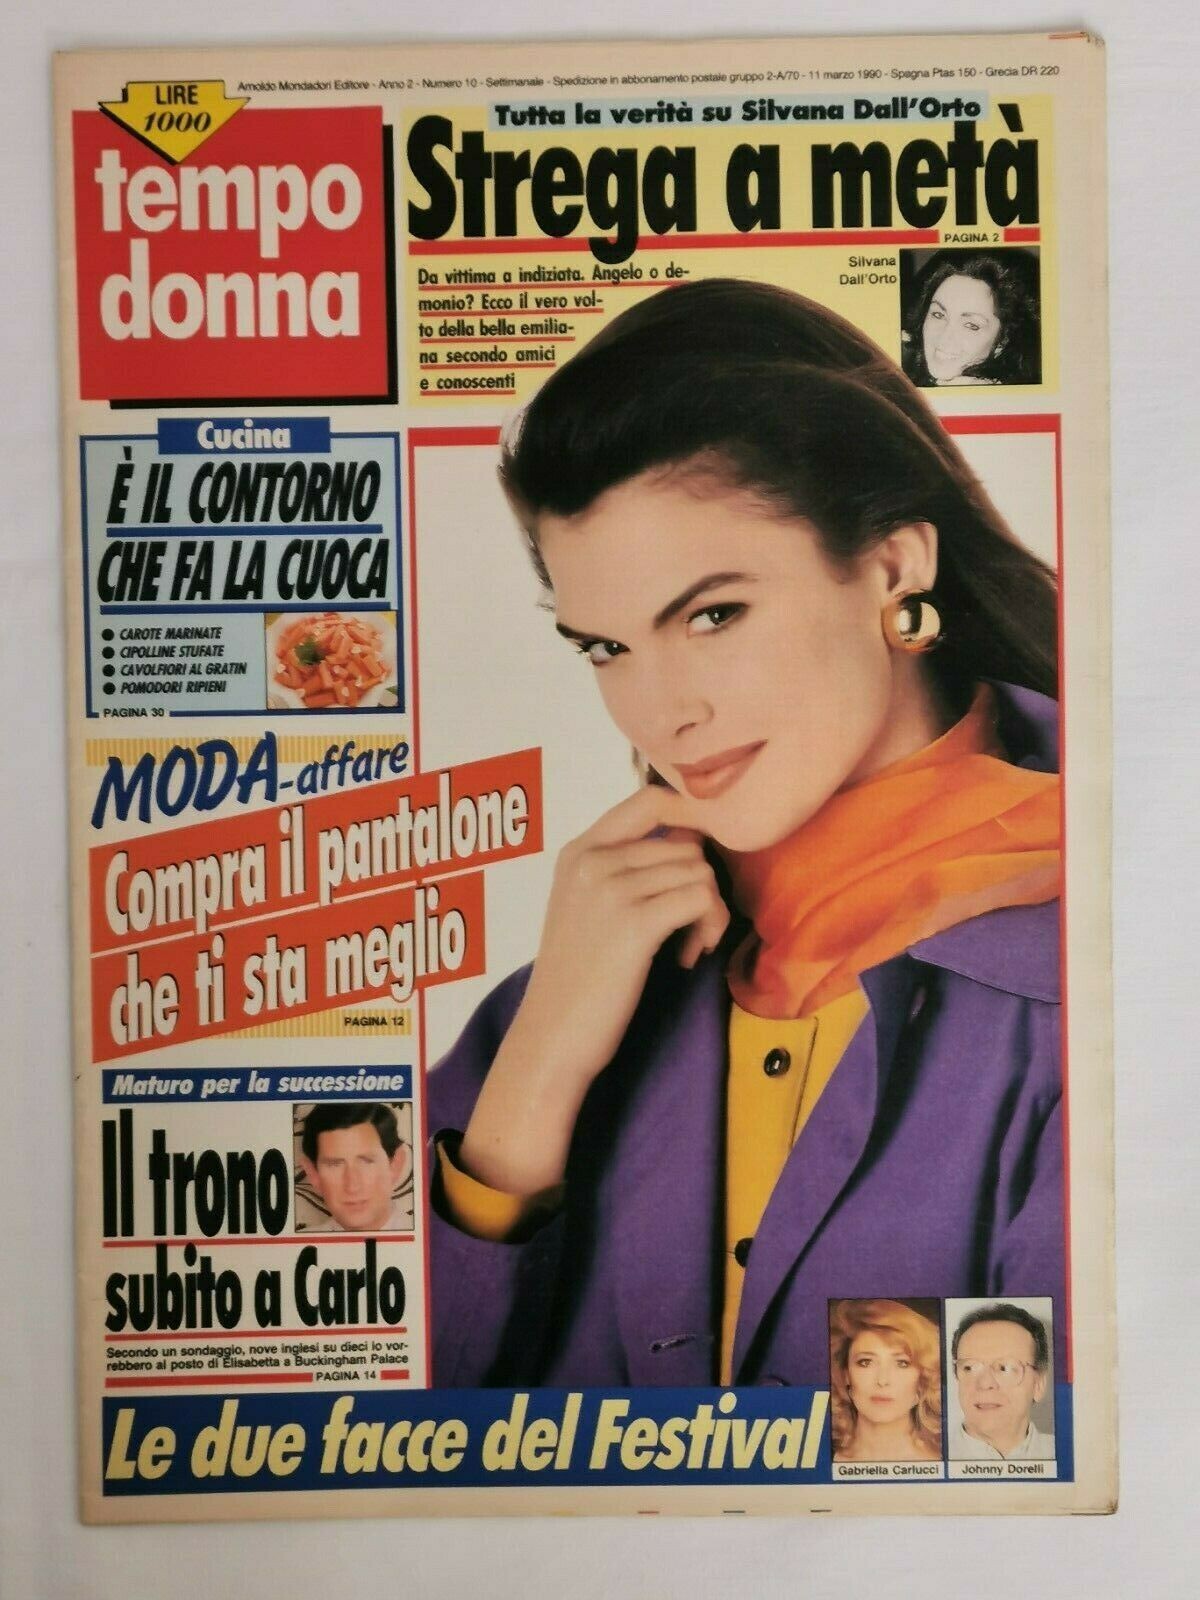 Arnoldo Mondadori Editore - Anno 2 - Numero 10 - Settimanale - Spedizione in abbonamento postale gruppo 2-A/70 - 11 marzo 1990 - Spagna Ptas 150 - Grecia DR 220
LIRE
1000
tempo
donna
Tutta la verità su Silvana Dall'Orto
Strega a metà
PAGINA 2
Da vittima a indiziata. Angelo o de-
monio? Ecco il vero vol-
to della bella emilia-
na secondo amici
e conoscenti
Silvana
Dall'Orto
Cucina
È IL CONTORNO
CHE FA LA CUOCA
● CAROTE MARINATE
● CIPOLLINE STUFATE
● CAVOLFIORI AL GRATIN
● POMODORI RIPIENI
PAGINA 30
MODA-affare
Compra il pantalone
che ti sta meglio
PAGINA 12
Maturo per la successione
Il trono
subito a Carlo
Secondo un sondaggio, nove inglesi su dieci lo vor-
rebbero al posto di Elisabetta a Buckingham Palace
PAGINA 14
Le due facce del Festival
Gabriella Carlucci
Johnny Dorelli